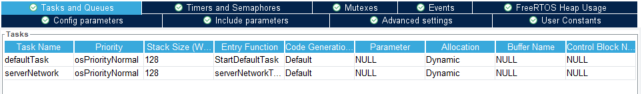 Tasks and Queues Timers and Semaphores Mutexes Events FreeRTOS Heap Usage
Config parameters Include parameters Advanced settings User Constants
Tasks
Task Name Priority Stack Size (W... Entry Function Code Generatio... Parameter Allocation Buffer Name Control Block N...
defaultTask osPriorityNormal 128 StartDefaultTask Default NULL Dynamic NULL NULL
serverNetwork osPriorityNormal 128 serverNetworkT... Default NULL Dynamic NULL NULL